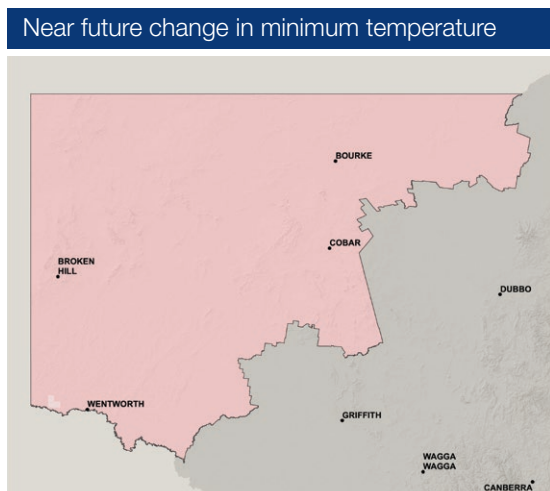 Near future change in minimum temperature
BOURKE
COBAR
BROKEN
HILL
DUBBO
WENTWORTH
GRIFFITH
WAGGA
WAGGA
CANBERRA